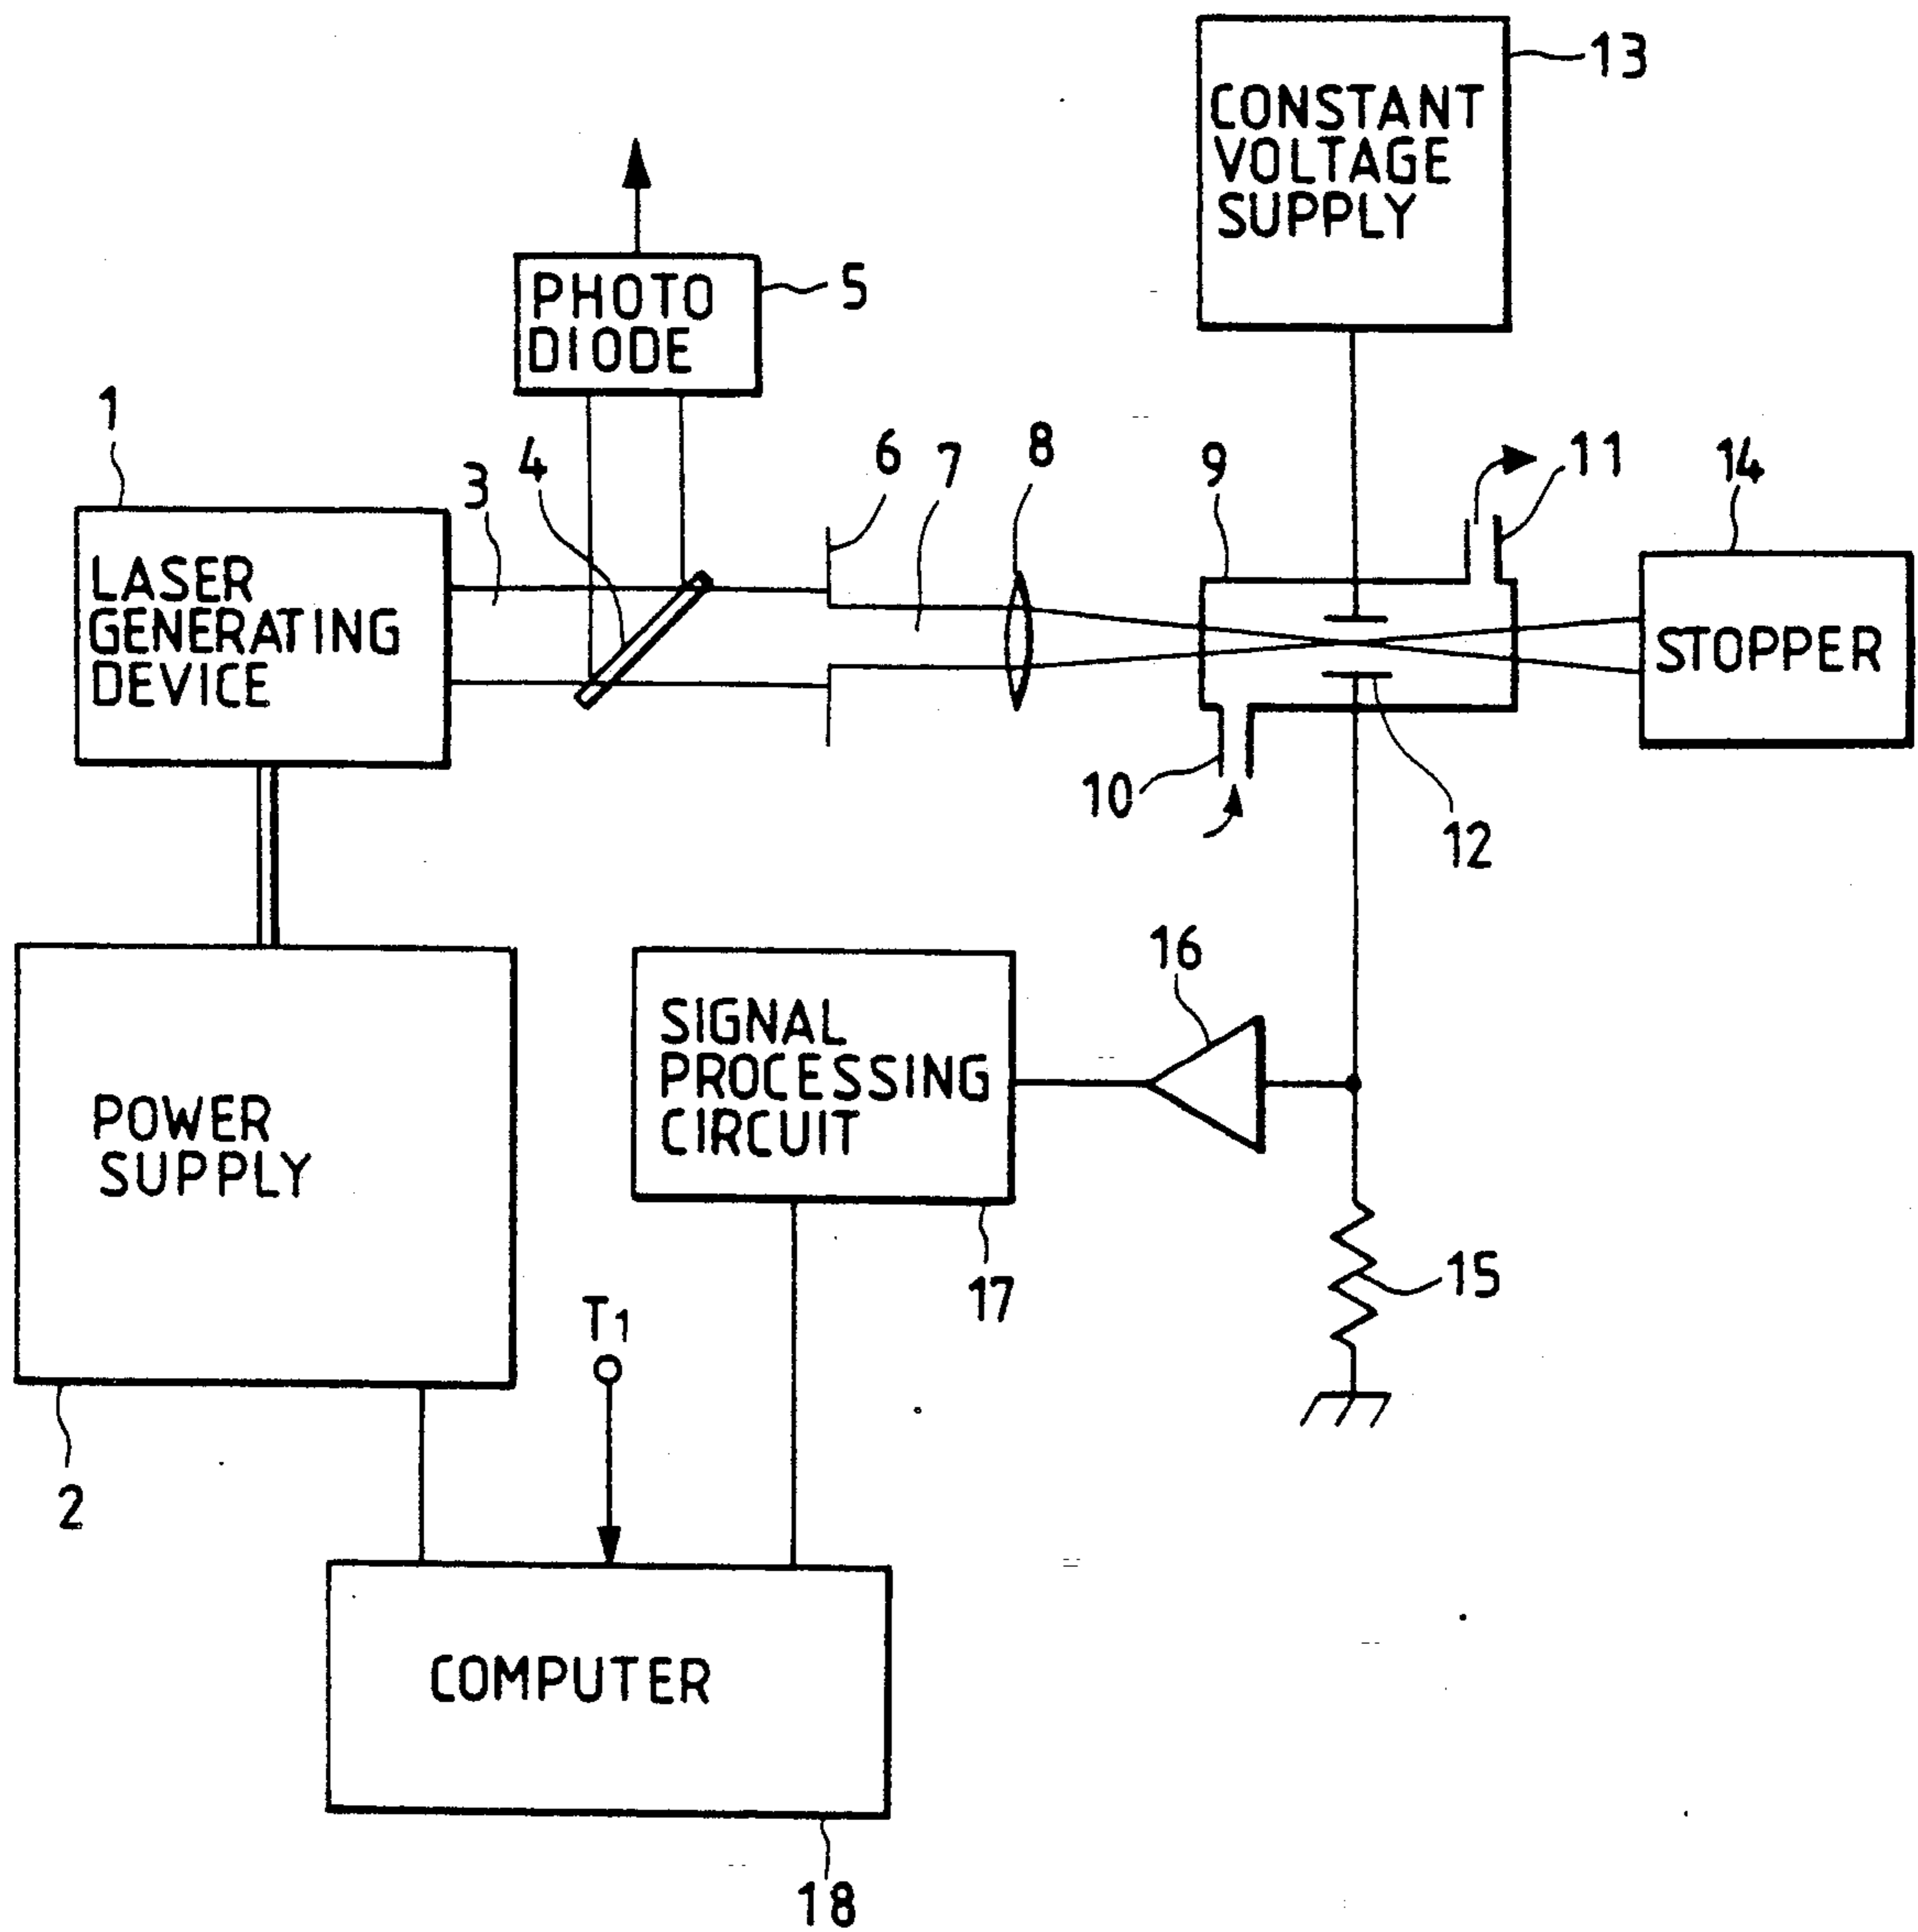 13
CONSTANT
VOLTAGE
SUPPLY
PHOTO
DIODE
5
1
3
4
6
7
8
9
11
14
LASER
GENERATING
DEVICE
STOPPER
10
12
16
SIGNAL
PROCESSING
CIRCUIT
POWER
SUPPLY
15
17
T1
2
COMPUTER
18